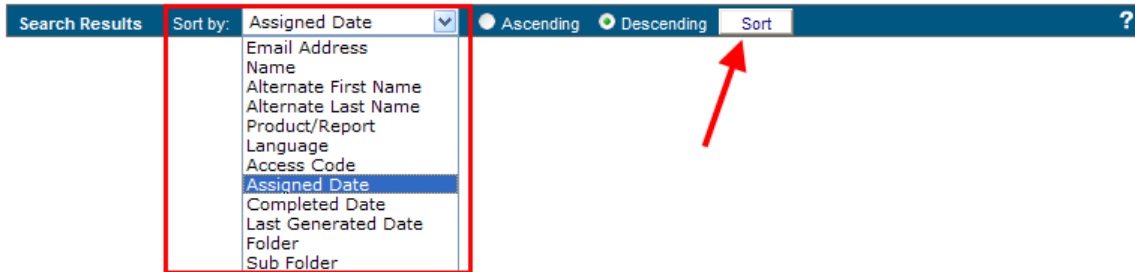 Search Results Sort by: Assigned Date Ascending Descending Sort ?
Email Address
Name
Alternate First Name
Alternate Last Name
Product/Report
Language
Access Code
Assigned Date
Completed Date
Last Generated Date
Folder
Sub Folder